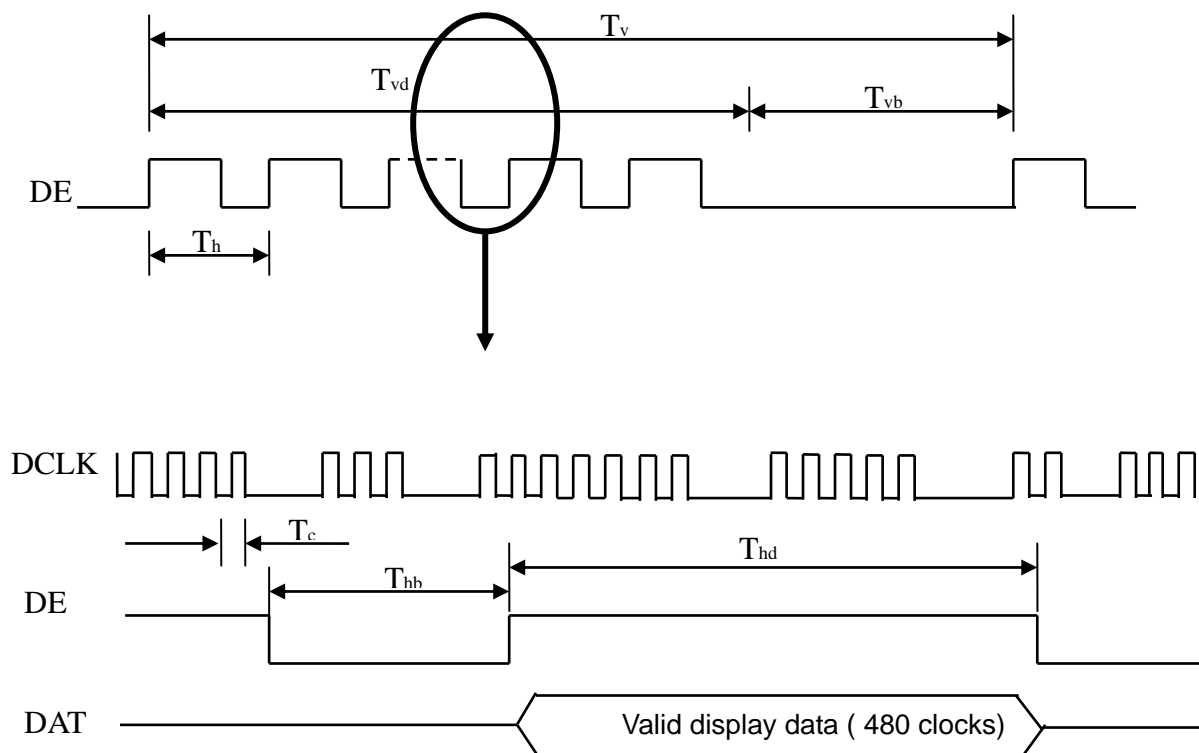 Tv
Tvd
Tvb
DE
Th
DCLK
Tc
Thd
Thb
DE
DAT
Valid display data ( 480 clocks)